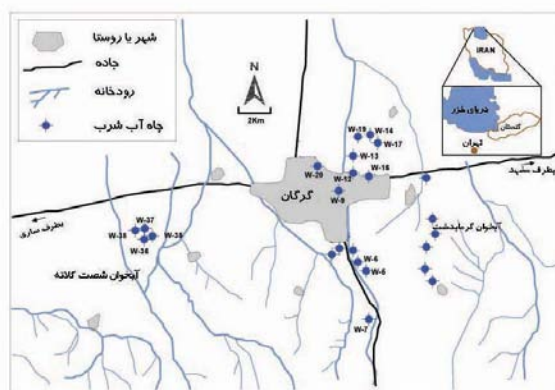 شهر یا روستا
جاده
رودخانه
چاه آب شرب
N
2Km
IRAN
دریای خزر
گلستان
تهران
W-19
W-14
W-17
W-13
W-20
W-12
W-16
W-9
گرگان
بطرف مشهد
بطرف ساری
W-37
W-38
W-35
W-36
آبخوان شصت کلاته
آبخوان گرمابدشت
W-6
W-5
W-7